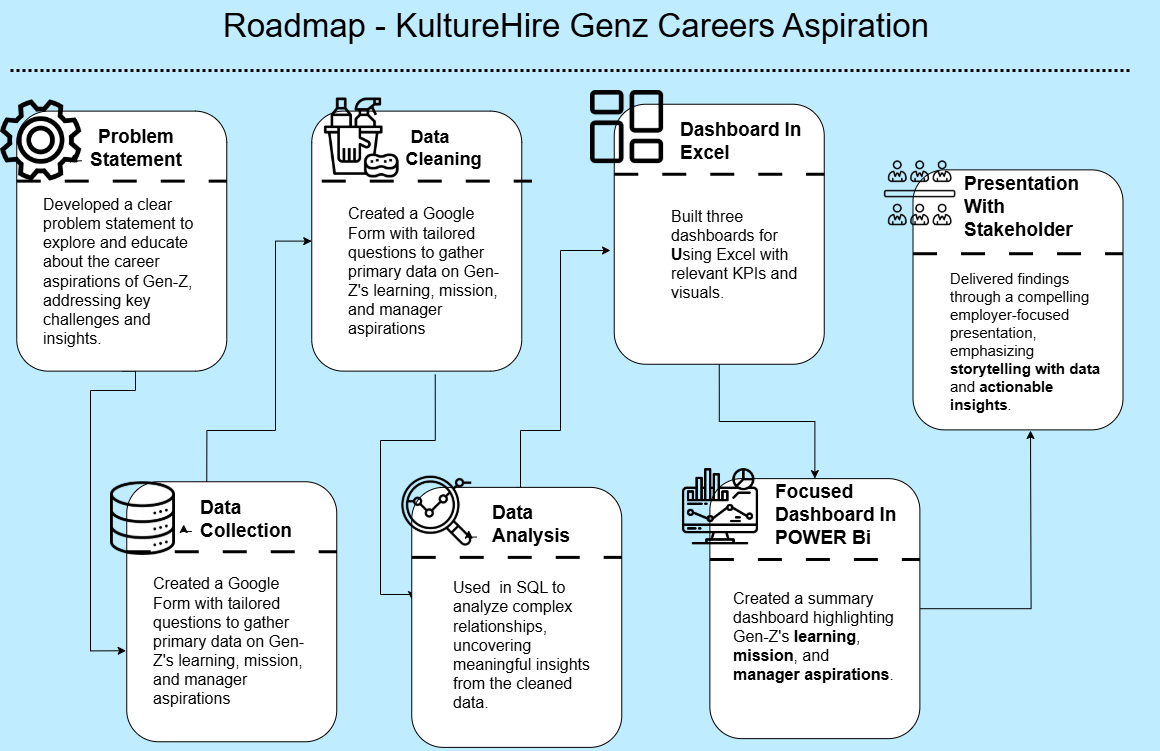 Roadmap - KultureHire Genz Careers Aspiration
Problem
Statement
Developed a clear
problem statement to
explore and educate
about the career
aspirations of Gen-Z,
addressing key
challenges and
insights.
Data
Collection
Created a Google
Form with tailored
questions to gather
primary data on Gen-
Z's learning, mission,
and manager
aspirations
Data
Cleaning
Created a Google
Form with tailored
questions to gather
primary data on Gen-
Z's learning, mission,
and manager
aspirations
Data
Analysis
Used  in SQL to
analyze complex
relationships,
uncovering
meaningful insights
from the cleaned
data.
Dashboard In
Excel
Built three
dashboards for
Using Excel with
relevant KPIs and
visuals.
Focused
Dashboard In
POWER Bi
Created a summary
dashboard highlighting
Gen-Z's learning,
mission, and
manager aspirations.
Presentation
With
Stakeholder
Delivered findings
through a compelling
employer-focused
presentation,
emphasizing
storytelling with data
and actionable
insights.